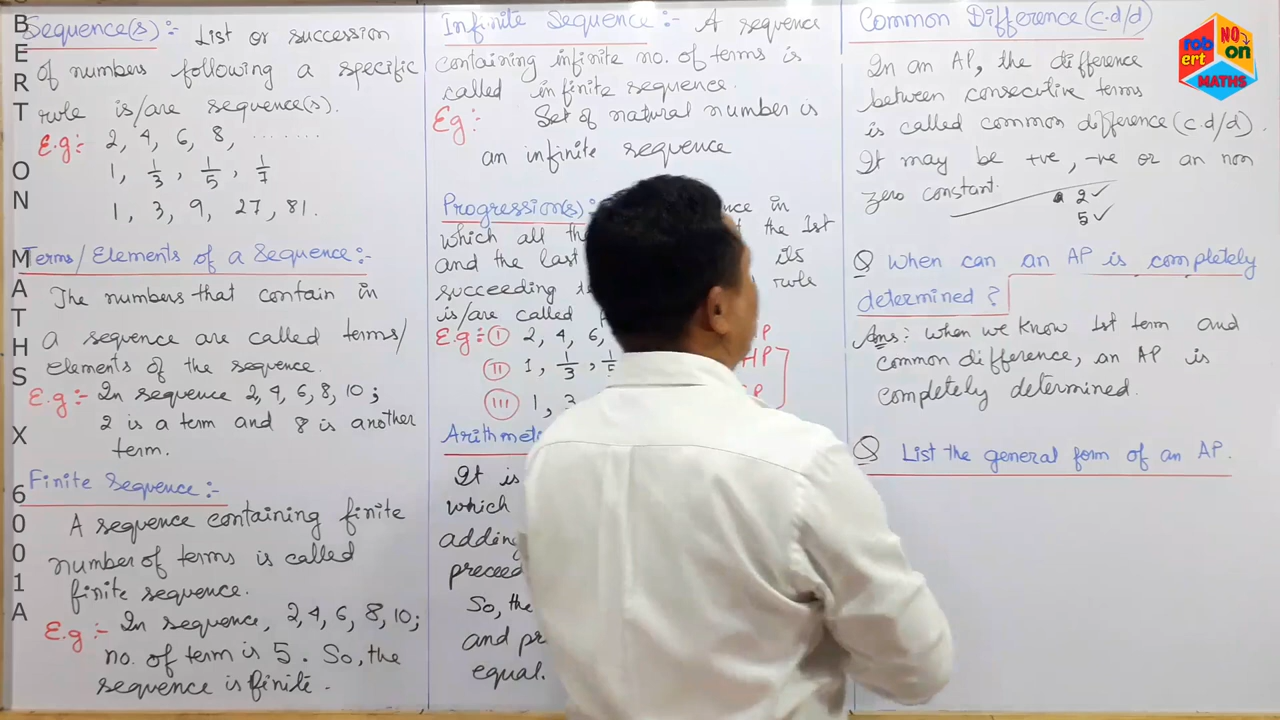 BERT ON MATHS X 6001A
Sequence(s) :- List or succession
of numbers following a specific
rule is/are sequence(s).
E.g:- 2, 4, 6, 8, ........
1, 1/3, 1/5, 1/7
1, 3, 9, 27, 81.
Terms/Elements of a Sequence:-
The numbers that contain in
a sequence are called terms/
elements of the sequence.
E.g:- In sequence 2, 4, 6, 8, 10;
2 is a term and 8 is another
term.
Finite Sequence:-
A sequence containing finite
number of terms is called
finite sequence.
E.g:- In sequence, 2, 4, 6, 8, 10;
no. of term is 5. So, the
sequence is finite.
Infinite Sequence:- A sequence
containing infinite no. of terms is
called infinite sequence.
Eg:- Set of natural number is
an infinite sequence
Progression(s):- in
which all the the 1st
and the last its
succeeding rule
is/are called
E.g:- (I) 2, 4, 6,
(II) 1, 1/3, 1/5 HP
(III) 1, 3
It is
which
adding
So, the
and
equal.
Common Difference (c.d/d)
In an AP, the difference
between consecutive terms
is called common difference (c.d/d).
It may be +ve, -ve or an non
zero constant.
2 ✓
5 ✓
Q When can an AP is completely
determined?
Ans: When we know 1st term and
common difference, an AP is
completely determined.
Q List the general form of an AP.
robert NO on MATHS